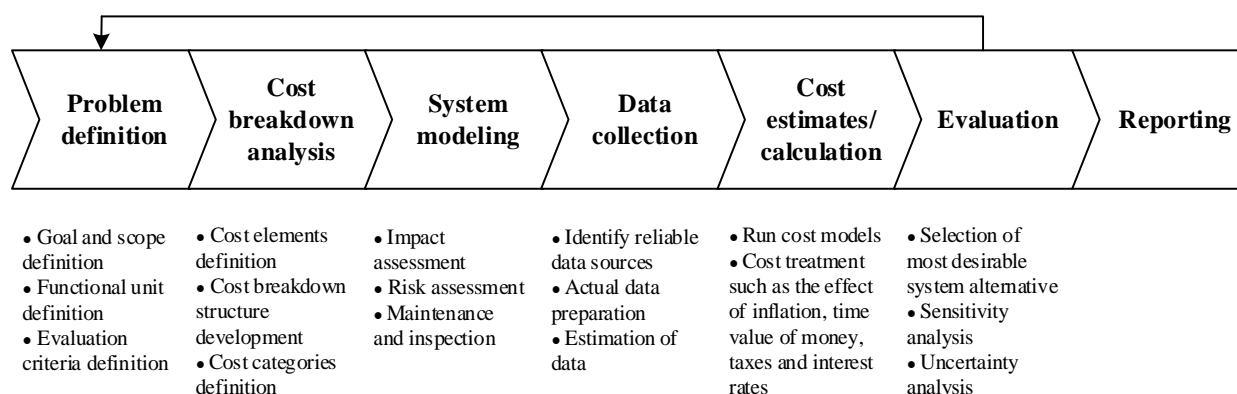 Problem
definition
Cost
breakdown
analysis
System
modeling
Data
collection
Cost
estimates/
calculation
Evaluation
Reporting
● Goal and scope
definition
● Functional unit
definition
● Evaluation
criteria definition
● Cost elements
definition
● Cost breakdown
structure
development
● Cost categories
definition
● Impact
assessment
● Risk assessment
● Maintenance
and inspection
● Identify reliable
data sources
● Actual data
preparation
● Estimation of
data
● Run cost models
● Cost treatment
such as the effect
of inflation, time
value of money,
taxes and interest
rates
● Selection of
most desirable
system alternative
● Sensitivity
analysis
● Uncertainty
analysis